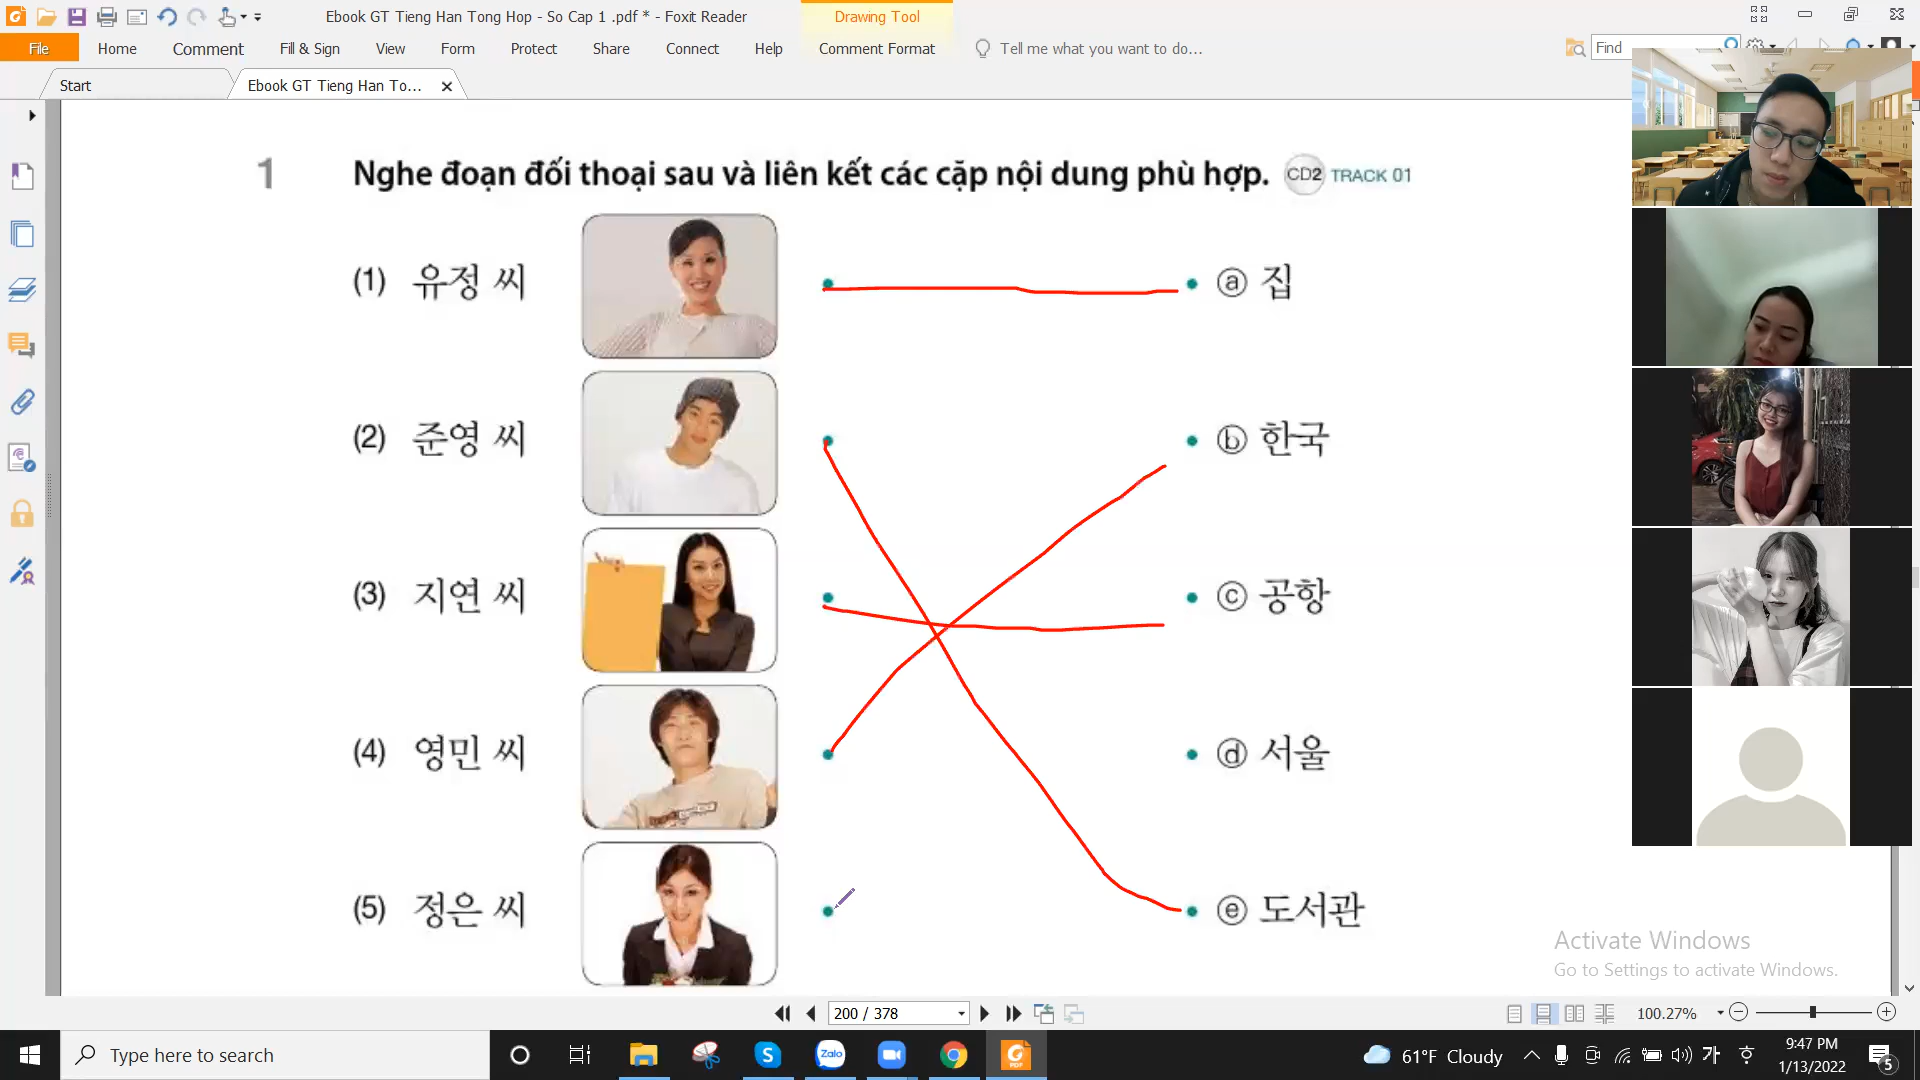 Ebook GT Tieng Han Tong Hop - So Cap 1 .pdf * - Foxit Reader
Drawing Tool
File
Home
Comment
Fill & Sign
View
Form
Protect
Share
Connect
Help
Comment Format
Tell me what you want to do...
Find
Start
Ebook GT Tieng Han To...
1 Nghe đoạn đối thoại sau và liên kết các cặp nội dung phù hợp. CD2 TRACK 01
(1) 유정 씨
ⓐ 집
(2) 준영 씨
ⓑ 한국
(3) 지연 씨
ⓒ 공항
(4) 영민 씨
ⓓ 서울
(5) 정은 씨
ⓔ 도서관
Activate Windows
Go to Settings to activate Windows.
200 / 378
100.27%
Type here to search
Zalo
61°F Cloudy
가
9:47 PM
1/13/2022
5